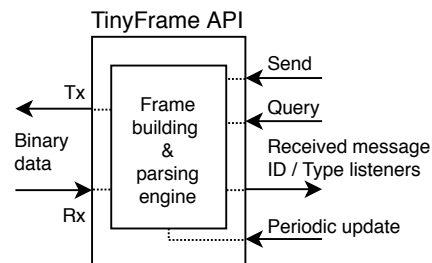 TinyFrame API
Tx
Binary
data
Rx
Frame
building
&
parsing
engine
Send
Query
Received message
ID / Type listeners
Periodic update